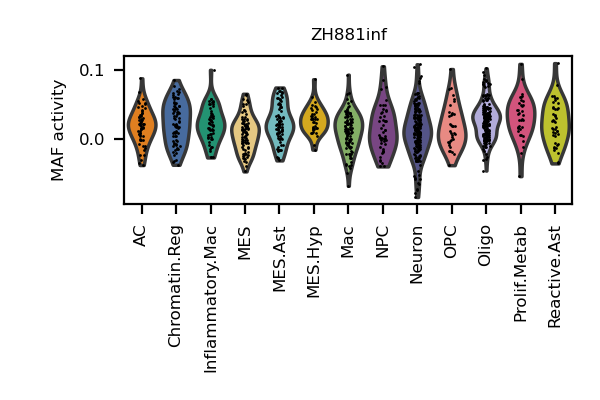 ZH881inf
MAF activity
0.1
0.0
AC
Chromatin.Reg
Inflammatory.Mac
MES
MES.Ast
MES.Hyp
Mac
NPC
Neuron
OPC
Oligo
Prolif.Metab
Reactive.Ast